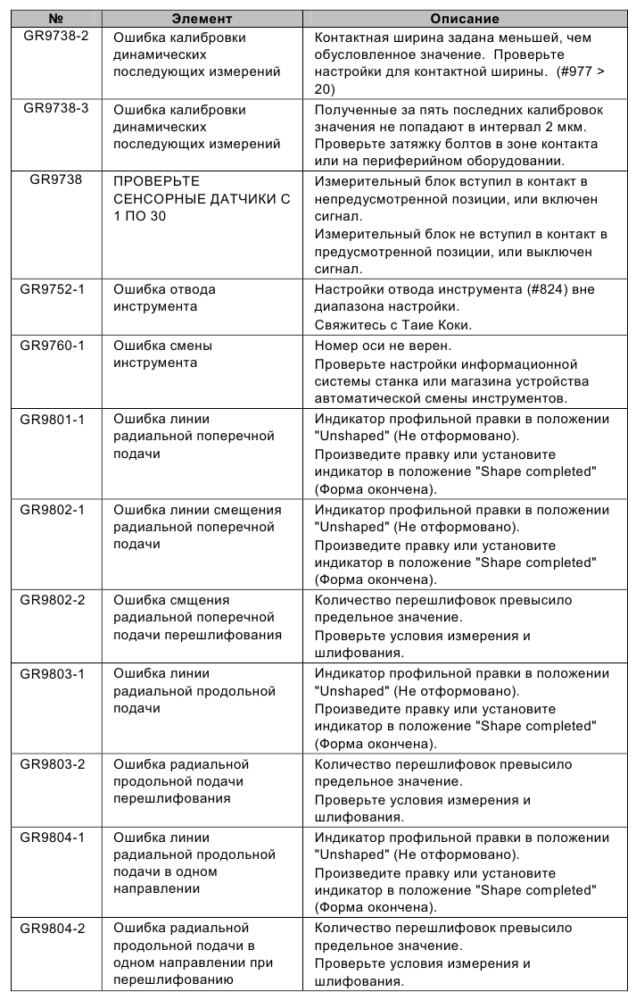 № Элемент Описание
GR9738-2 Ошибка калибровки Контактная ширина задана меньшей, чем
динамических обусловленное значение. Проверьте
последующих измерений настройки для контактной ширины. (#977 >
20)
GR9738-3 Ошибка калибровки Полученные за пять последних калибровок
динамических значения не попадают в интервал 2 мкм.
последующих измерений Проверьте затяжку болтов в зоне контакта
или на периферийном оборудовании.
GR9738 ПРОВЕРЬТЕ Измерительный блок вступил в контакт в
СЕНСОРНЫЕ ДАТЧИКИ С непредусмотренной позиции, или включен
1 ПО 30 сигнал.
Измерительный блок не вступил в контакт в
предусмотренной позиции, или выключен
сигнал.
GR9752-1 Ошибка отвода Настройки отвода инструмента (#824) вне
инструмента диапазона настройки.
Свяжитесь с Таие Коки.
GR9760-1 Ошибка смены Номер оси не верен.
инструмента Проверьте настройки информационной
системы станка или магазина устройства
автоматической смены инструментов.
GR9801-1 Ошибка линии Индикатор профильной правки в положении
радиальной поперечной "Unshaped" (Не отформовано).
подачи Произведите правку или установите
индикатор в положение "Shape completed"
(Форма окончена).
GR9802-1 Ошибка линии смещения Индикатор профильной правки в положении
радиальной поперечной "Unshaped" (Не отформовано).
подачи Произведите правку или установите
индикатор в положение "Shape completed"
(Форма окончена).
GR9802-2 Ошибка смщения Количество перешлифовок превысило
радиальной поперечной предельное значение.
подачи перешлифования Проверьте условия измерения и
шлифования.
GR9803-1 Ошибка линии Индикатор профильной правки в положении
радиальной продольной "Unshaped" (Не отформовано).
подачи Произведите правку или установите
индикатор в положение "Shape completed"
(Форма окончена).
GR9803-2 Ошибка радиальной Количество перешлифовок превысило
продольной подачи предельное значение.
перешлифования Проверьте условия измерения и
шлифования.
GR9804-1 Ошибка линии Индикатор профильной правки в положении
радиальной продольной "Unshaped" (Не отформовано).
подачи в одном Произведите правку или установите
направлении индикатор в положение "Shape completed"
(Форма окончена).
GR9804-2 Ошибка радиальной Количество перешлифовок превысило
продольной подачи в предельное значение.
одном направлении при Проверьте условия измерения и
перешлифованию шлифования.